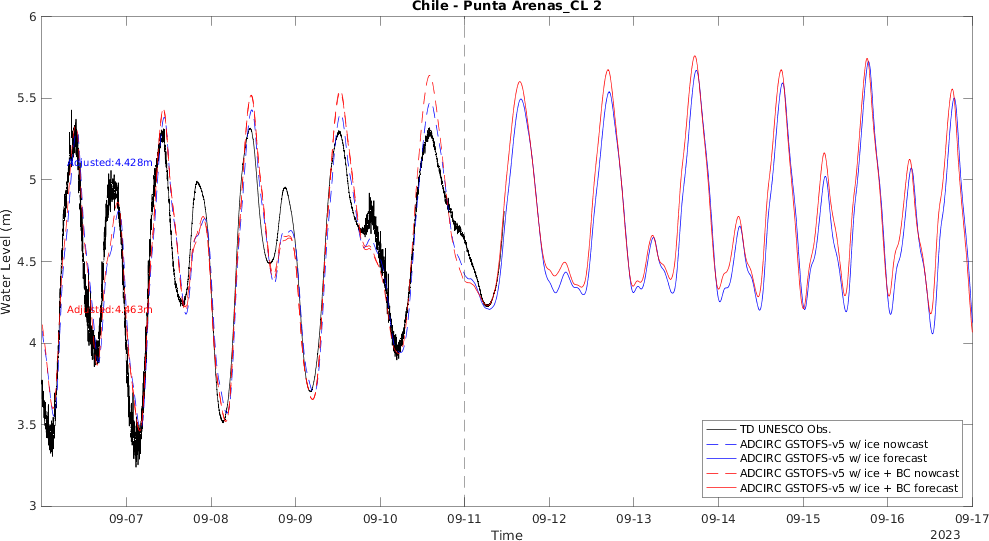 Chile - Punta Arenas_CL 2
6
5.5
5
4.5
4
3.5
3
Water Level (m)
Adjusted:4.428m
Adjusted:4.463m
TD UNESCO Obs.
ADCIRC GSTOFS-v5 w/ ice nowcast
ADCIRC GSTOFS-v5 w/ ice forecast
ADCIRC GSTOFS-v5 w/ ice + BC nowcast
ADCIRC GSTOFS-v5 w/ ice + BC forecast
09-07 09-08 09-09 09-10 09-11 09-12 09-13 09-14 09-15 09-16 09-17
Time
2023